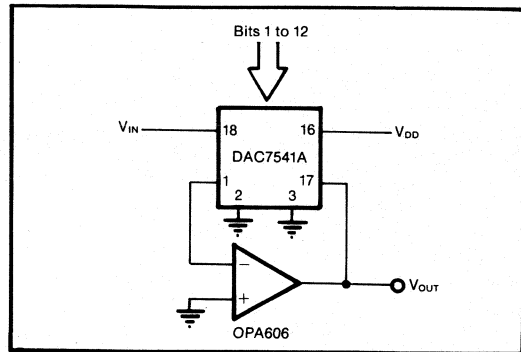 Bits 1 to 12
V_IN 18 16 V_DD
DAC7541A
1 17
2 3
−
+
V_OUT
OPA606